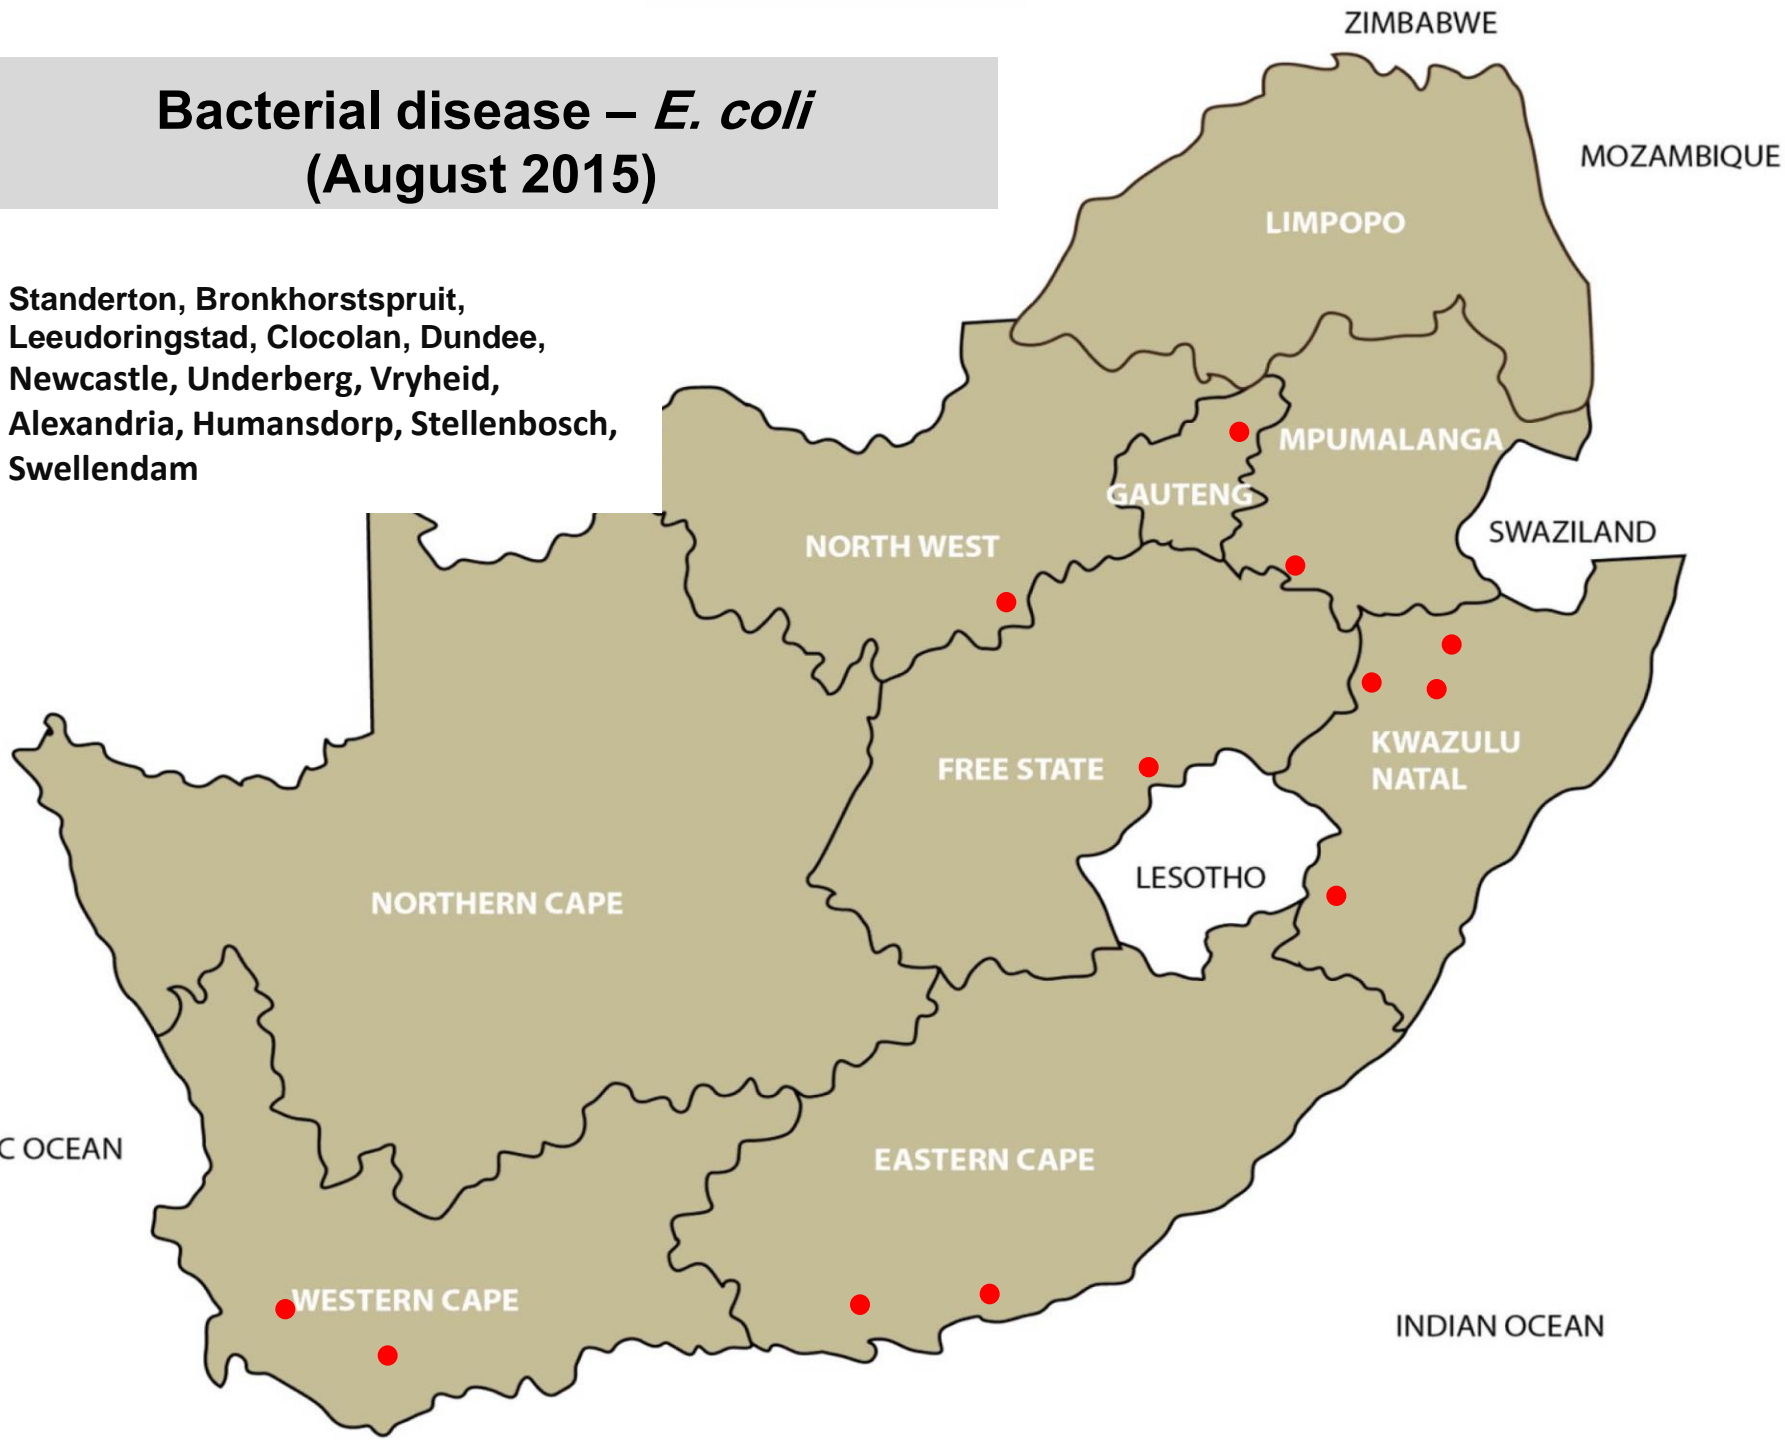 ZIMBABWE
Bacterial disease – E. coli
(August 2015)
MOZAMBIQUE
LIMPOPO
Standerton, Bronkhorstspruit,
Leeudoringstad, Clocolan, Dundee,
Newcastle, Underberg, Vryheid,
Alexandria, Humansdorp, Stellenbosch,
Swellendam
MPUMALANGA
GAUTENG
SWAZILAND
NORTH WEST
KWAZULU
NATAL
FREE STATE
LESOTHO
NORTHERN CAPE
C OCEAN
EASTERN CAPE
WESTERN CAPE
INDIAN OCEAN